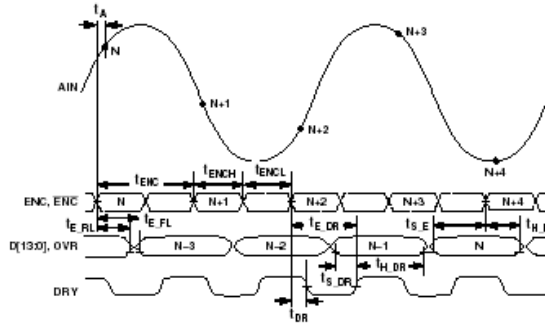 tA
N
N+3
AIN
N+1
N+2
N+4
tENC
tENCH
tENCL
ENC, ENC
N
N+1
N+2
N+3
N+4
tE_RL
tE_FL
tE_DR
tS_E
D[13:0], OVR
N-3
N-2
N-1
N
tS_DR
tH_DR
DRY
tDR